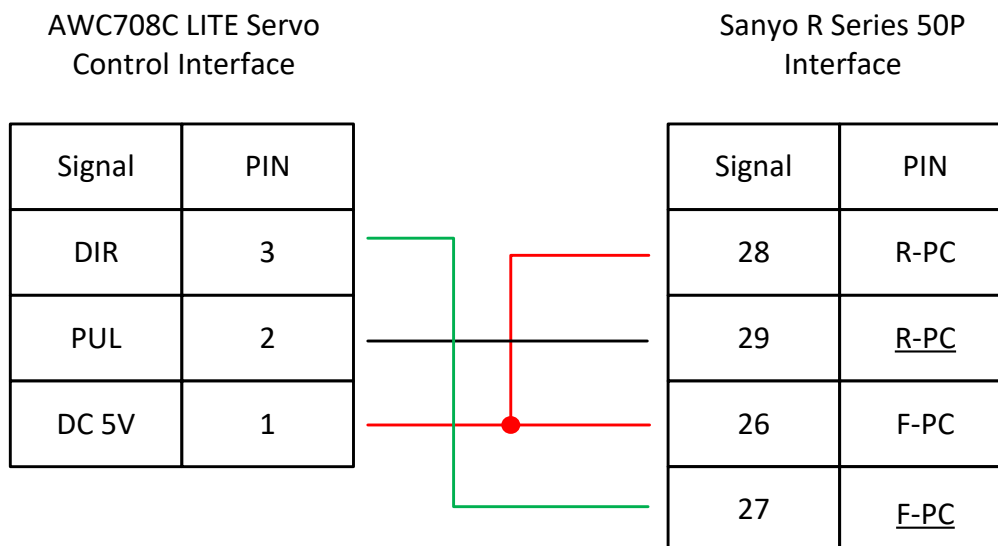 AWC708C LITE Servo
Control Interface
Sanyo R Series 50P
Interface
Signal PIN
DIR 3
PUL 2
DC 5V 1
Signal PIN
28 R-PC
29 R-PC
26 F-PC
27 F-PC